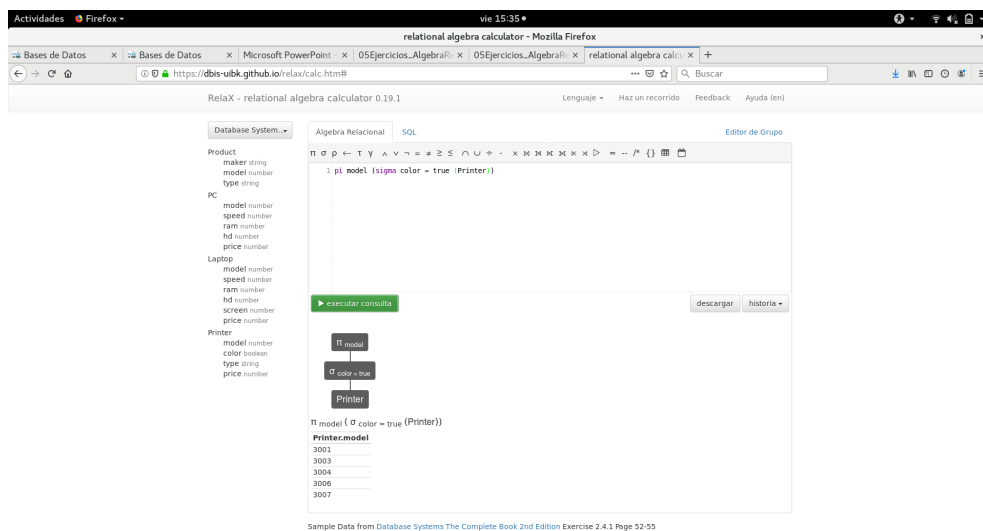 Actividades Firefox vie 15:35
relational algebra calculator - Mozilla Firefox
Bases de Datos × Bases de Datos × Microsoft PowerPoint - × 05Ejercicios_AlgebraRe × 05Ejercicios_AlgebraRe × relational algebra calcu × +
https://dbis-uibk.github.io/relax/calc.htm# Buscar
RelaX - relational algebra calculator 0.19.1 Lenguaje Haz un recorrido Feedback Ayuda (en)
Database System... Álgebra Relacional SQL Editor de Grupo
π σ ρ ← τ γ ∧ ∨ ¬ = ≠ ≥ ≤ ∩ ∪ ÷ - × ⋈ ⟕ ⟖ ⟗ ⋉ ⋊ ▷ = -- /* {}
1 pi model (sigma color = true (Printer))
Product
maker string
model number
type string
PC
model number
speed number
ram number
hd number
price number
Laptop
model number
speed number
ram number
hd number
screen number
price number
Printer
model number
color boolean
type string
price number
executar consulta descargar historia
π model
σ color = true
Printer
π model ( σ color = true (Printer))
Printer.model
3001
3003
3004
3006
3007
Sample Data from Database Systems The Complete Book 2nd Edition Exercise 2.4.1 Page 52-55